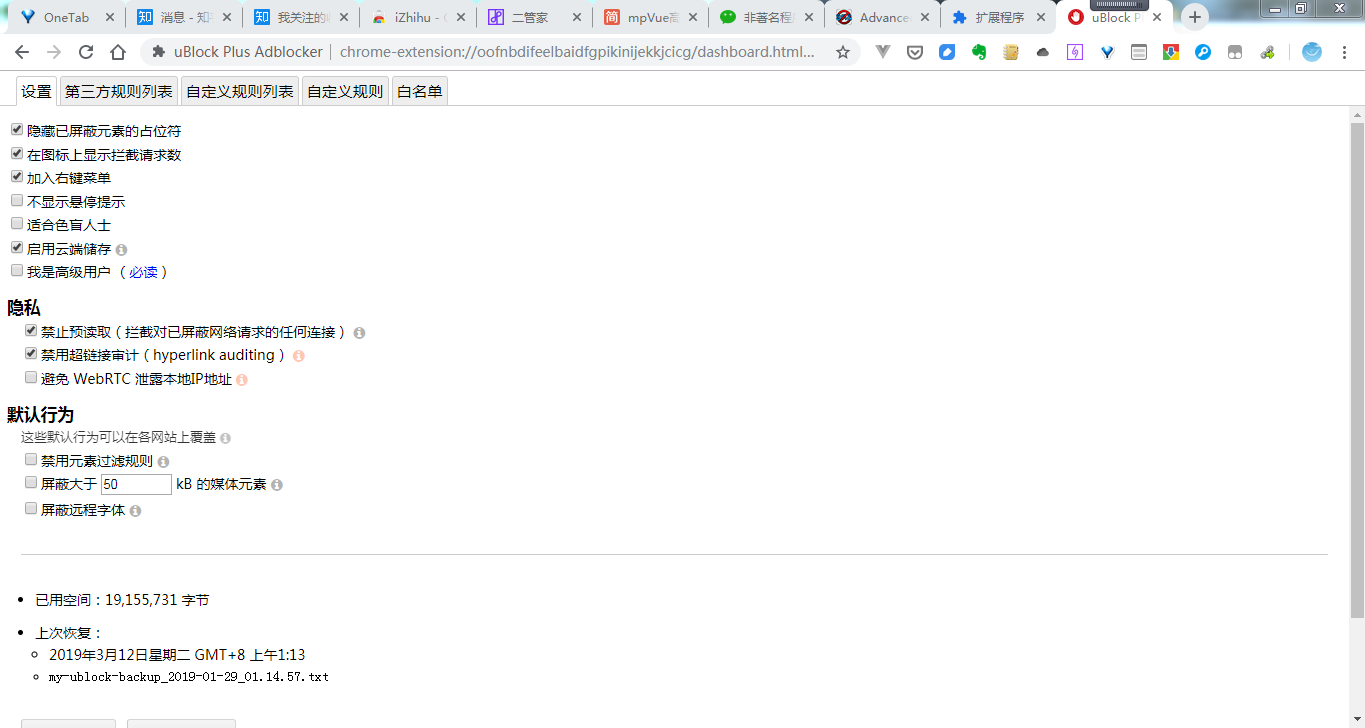 OneTab
消息 - 知
我关注的
iZhihu -
二管家
mpVue高
非著名程
Advance
扩展程序
uBlock P
uBlock Plus Adblocker | chrome-extension://oofnbdifeelbaidfgpikinijekkjcicg/dashboard.html...
设置 第三方规则列表 自定义规则列表 自定义规则 白名单
隐藏已屏蔽元素的占位符
在图标上显示拦截请求数
加入右键菜单
不显示悬停提示
适合色盲人士
启用云端储存
我是高级用户 （必读）
隐私
禁止预读取（拦截对已屏蔽网络请求的任何连接）
禁用超链接审计（hyperlink auditing）
避免 WebRTC 泄露本地IP地址
默认行为
这些默认行为可以在各网站上覆盖
禁用元素过滤规则
屏蔽大于 50 kB 的媒体元素
屏蔽远程字体
已用空间：19,155,731 字节
上次恢复：
2019年3月12日星期二 GMT+8 上午1:13
my-ublock-backup_2019-01-29_01.14.57.txt